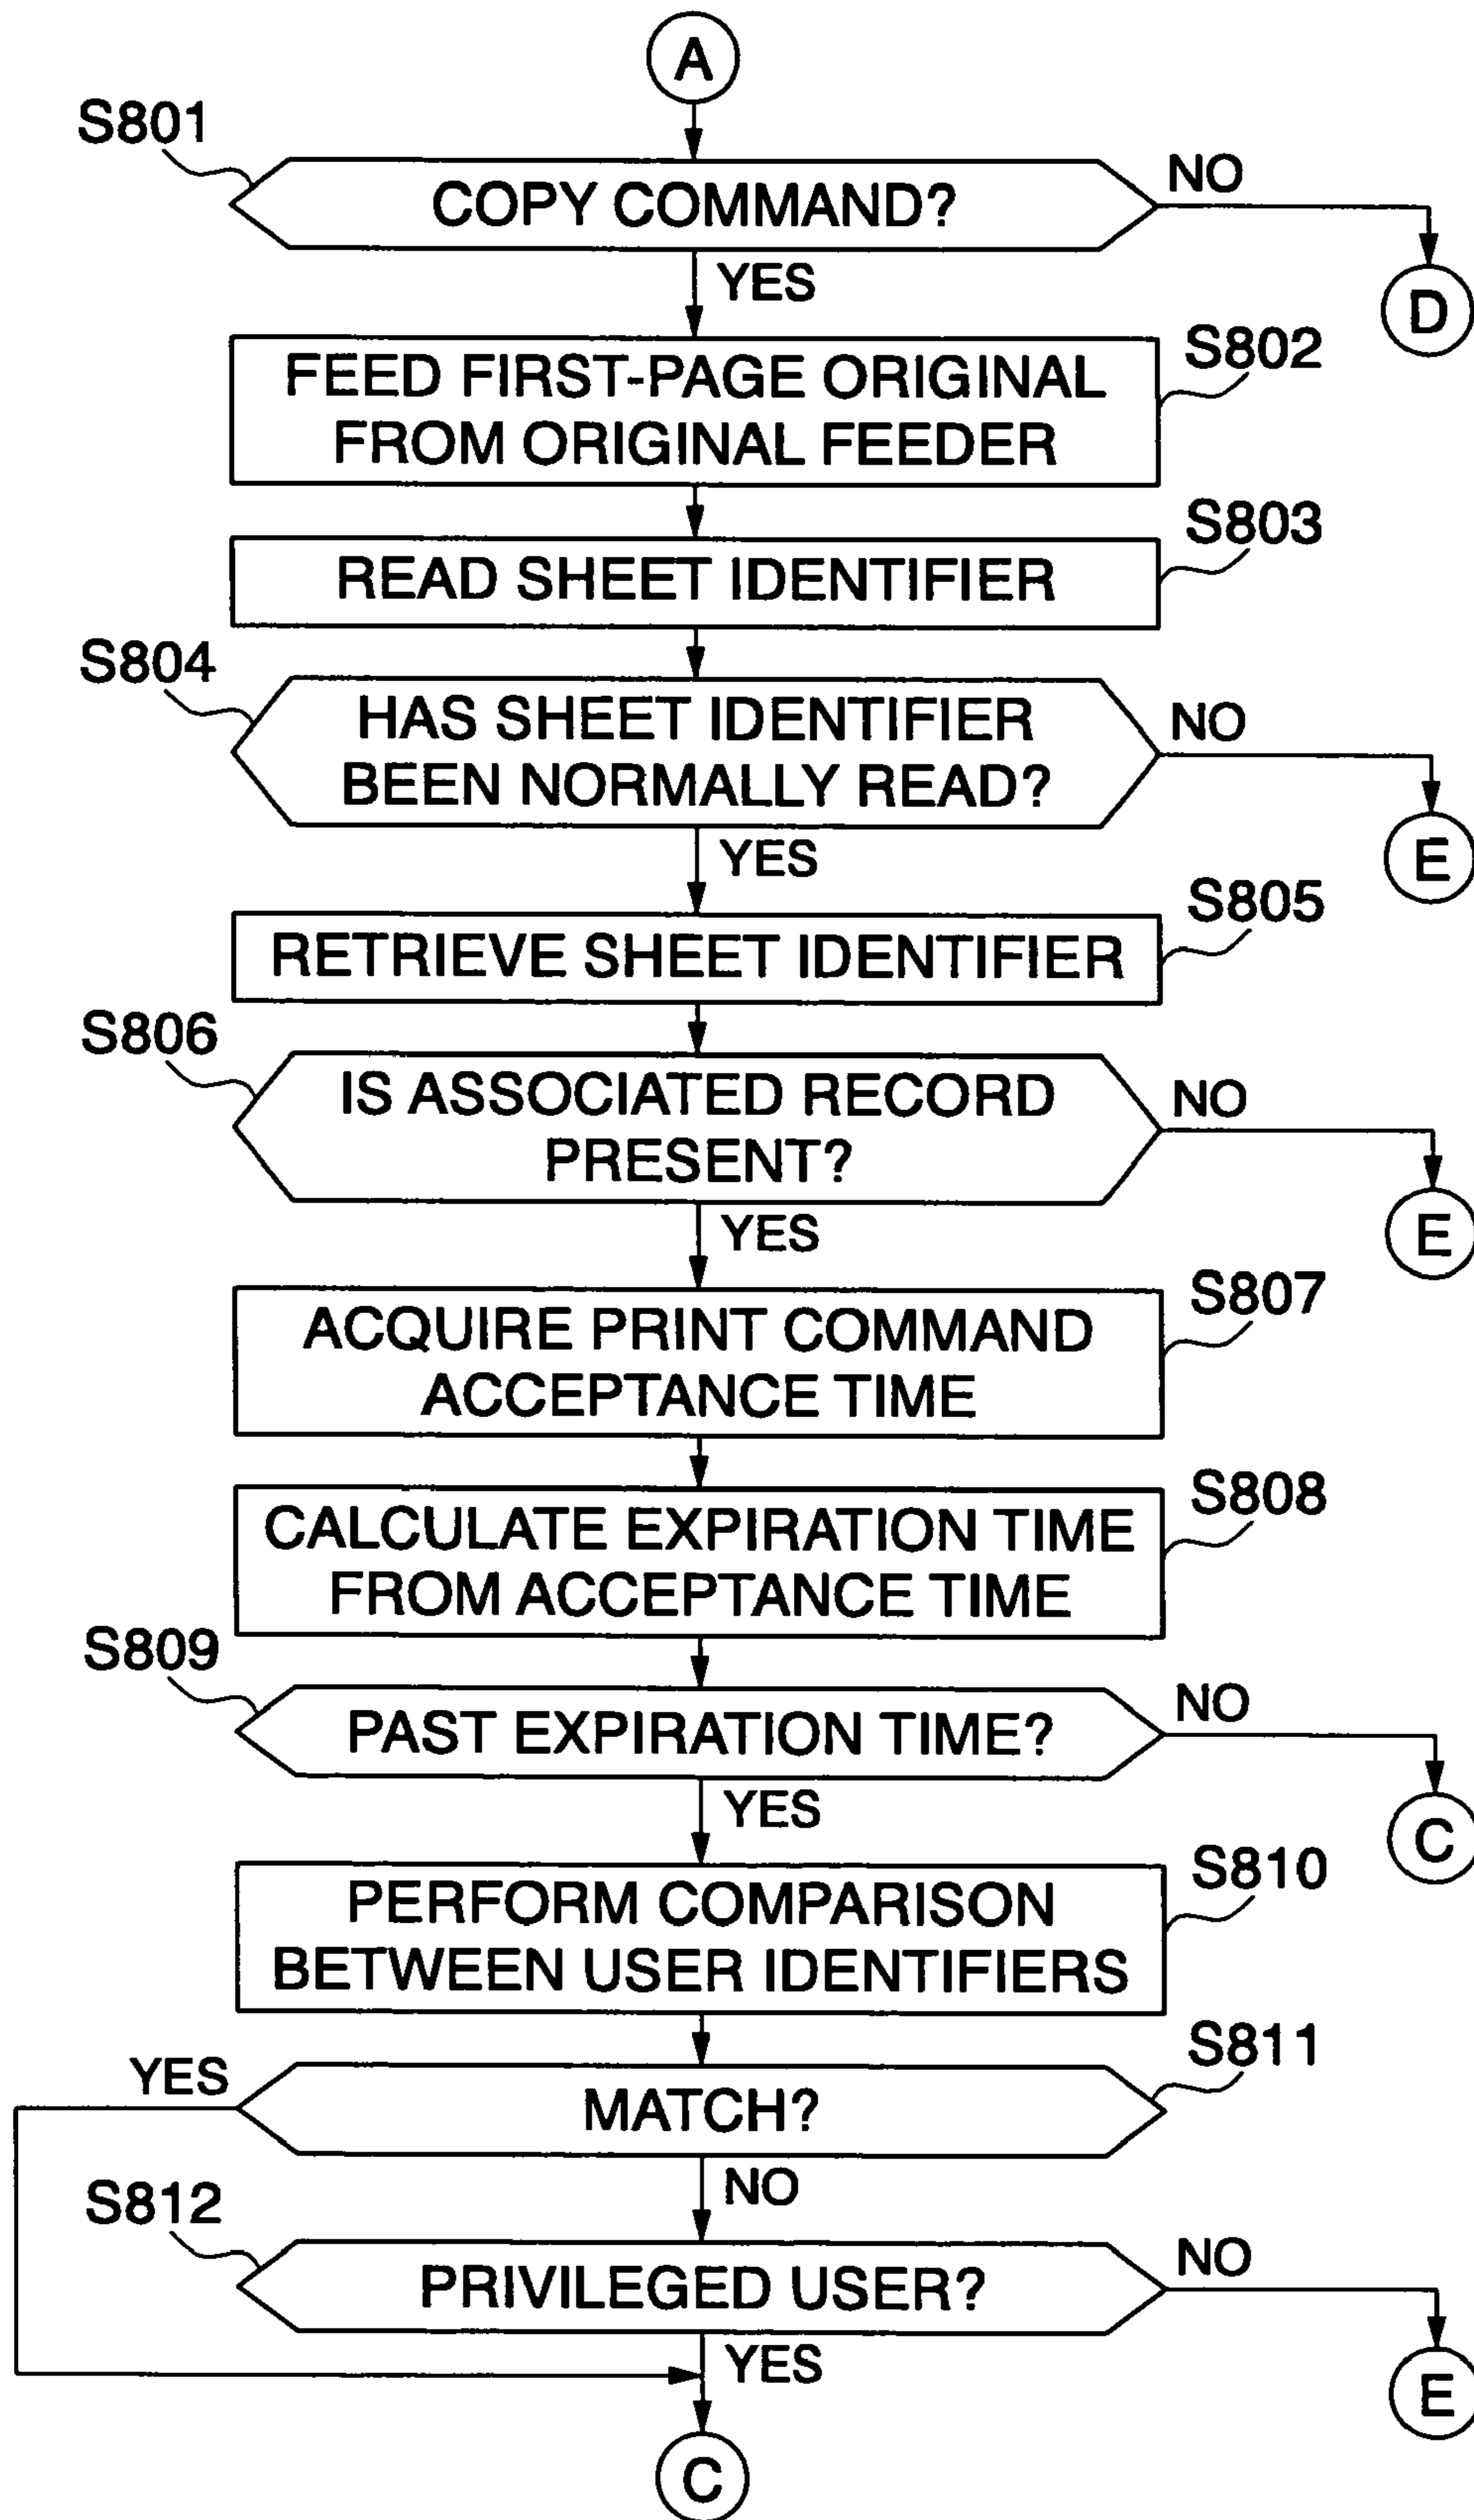 A
S801
COPY COMMAND?
NO
D
YES
S802
FEED FIRST-PAGE ORIGINAL
FROM ORIGINAL FEEDER
S803
READ SHEET IDENTIFIER
S804
HAS SHEET IDENTIFIER
BEEN NORMALLY READ?
NO
E
YES
S805
RETRIEVE SHEET IDENTIFIER
S806
IS ASSOCIATED RECORD
PRESENT?
NO
E
YES
S807
ACQUIRE PRINT COMMAND
ACCEPTANCE TIME
S808
CALCULATE EXPIRATION TIME
FROM ACCEPTANCE TIME
S809
PAST EXPIRATION TIME?
NO
C
YES
S810
PERFORM COMPARISON
BETWEEN USER IDENTIFIERS
S811
YES
MATCH?
NO
S812
PRIVILEGED USER?
NO
E
YES
C